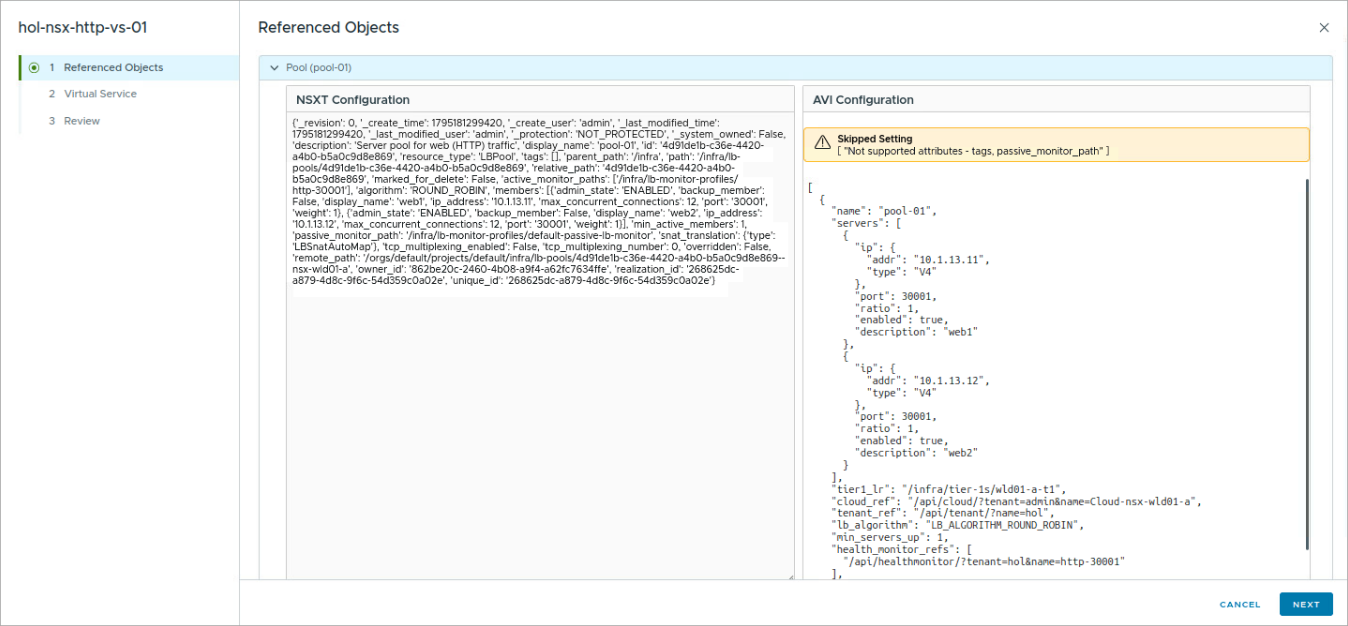 hol-nsx-http-vs-01
1 Referenced Objects
2 Virtual Service
3 Review
Referenced Objects
Pool (pool-01)
NSXT Configuration
{'_revision': 0, '_create_time': 1795181299420, '_create_user': 'admin', '_last_modified_time':
1795181299420, '_last_modified_user': 'admin', '_protection': 'NOT_PROTECTED', '_system_owned': False,
'description': 'Server pool for web (HTTP) traffic', 'display_name': 'pool-01', 'id': '4d91de1b-c36e-4420-
a4b0-b5a0c9d8e869', 'resource_type': 'LBPool', 'tags': [], 'parent_path': '/infra', 'path': '/infra/lb-
pools/4d91de1b-c36e-4420-a4b0-b5a0c9d8e869', 'relative_path': '4d91de1b-c36e-4420-a4b0-
b5a0c9d8e869', 'marked_for_delete': False, 'active_monitor_paths': ['/infra/lb-monitor-profiles/
http-30001'], 'algorithm': 'ROUND_ROBIN', 'members': [{'admin_state': 'ENABLED', 'backup_member':
False, 'display_name': 'web1', 'ip_address': '10.1.13.11', 'max_concurrent_connections': 12, 'port': '30001',
'weight': 1}, {'admin_state': 'ENABLED', 'backup_member': False, 'display_name': 'web2', 'ip_address':
'10.1.13.12', 'max_concurrent_connections': 12, 'port': '30001', 'weight': 1}], 'min_active_members': 1,
'passive_monitor_path': '/infra/lb-monitor-profiles/default-passive-lb-monitor', 'snat_translation': {'type':
'LBSnatAutoMap'}, 'tcp_multiplexing_enabled': False, 'tcp_multiplexing_number': 0, 'overridden': False,
'remote_path': '/orgs/default/projects/default/infra/lb-pools/4d91de1b-c36e-4420-a4b0-b5a0c9d8e869--
nsx-wld01-a', 'owner_id': '862be20c-2460-4b08-a9f4-a62fc7634ffe', 'realization_id': '268625dc-
a879-4d8c-9f6c-54d359c0a02e', 'unique_id': '268625dc-a879-4d8c-9f6c-54d359c0a02e'}
AVI Configuration
Skipped Setting
[ "Not supported attributes - tags, passive_monitor_path" ]
[
{
"name": "pool-01",
"servers": [
{
"ip": {
"addr": "10.1.13.11",
"type": "V4"
},
"port": 30001,
"ratio": 1,
"enabled": true,
"description": "web1"
},
{
"ip": {
"addr": "10.1.13.12",
"type": "V4"
},
"port": 30001,
"ratio": 1,
"enabled": true,
"description": "web2"
}
],
"tier1_lr": "/infra/tier-1s/wld01-a-t1",
"cloud_ref": "/api/cloud/?tenant=admin&name=Cloud-nsx-wld01-a",
"tenant_ref": "/api/tenant/?name=hol",
"lb_algorithm": "LB_ALGORITHM_ROUND_ROBIN",
"min_servers_up": 1,
"health_monitor_refs": [
"/api/healthmonitor/?tenant=hol&name=http-30001"
],
CANCEL
NEXT